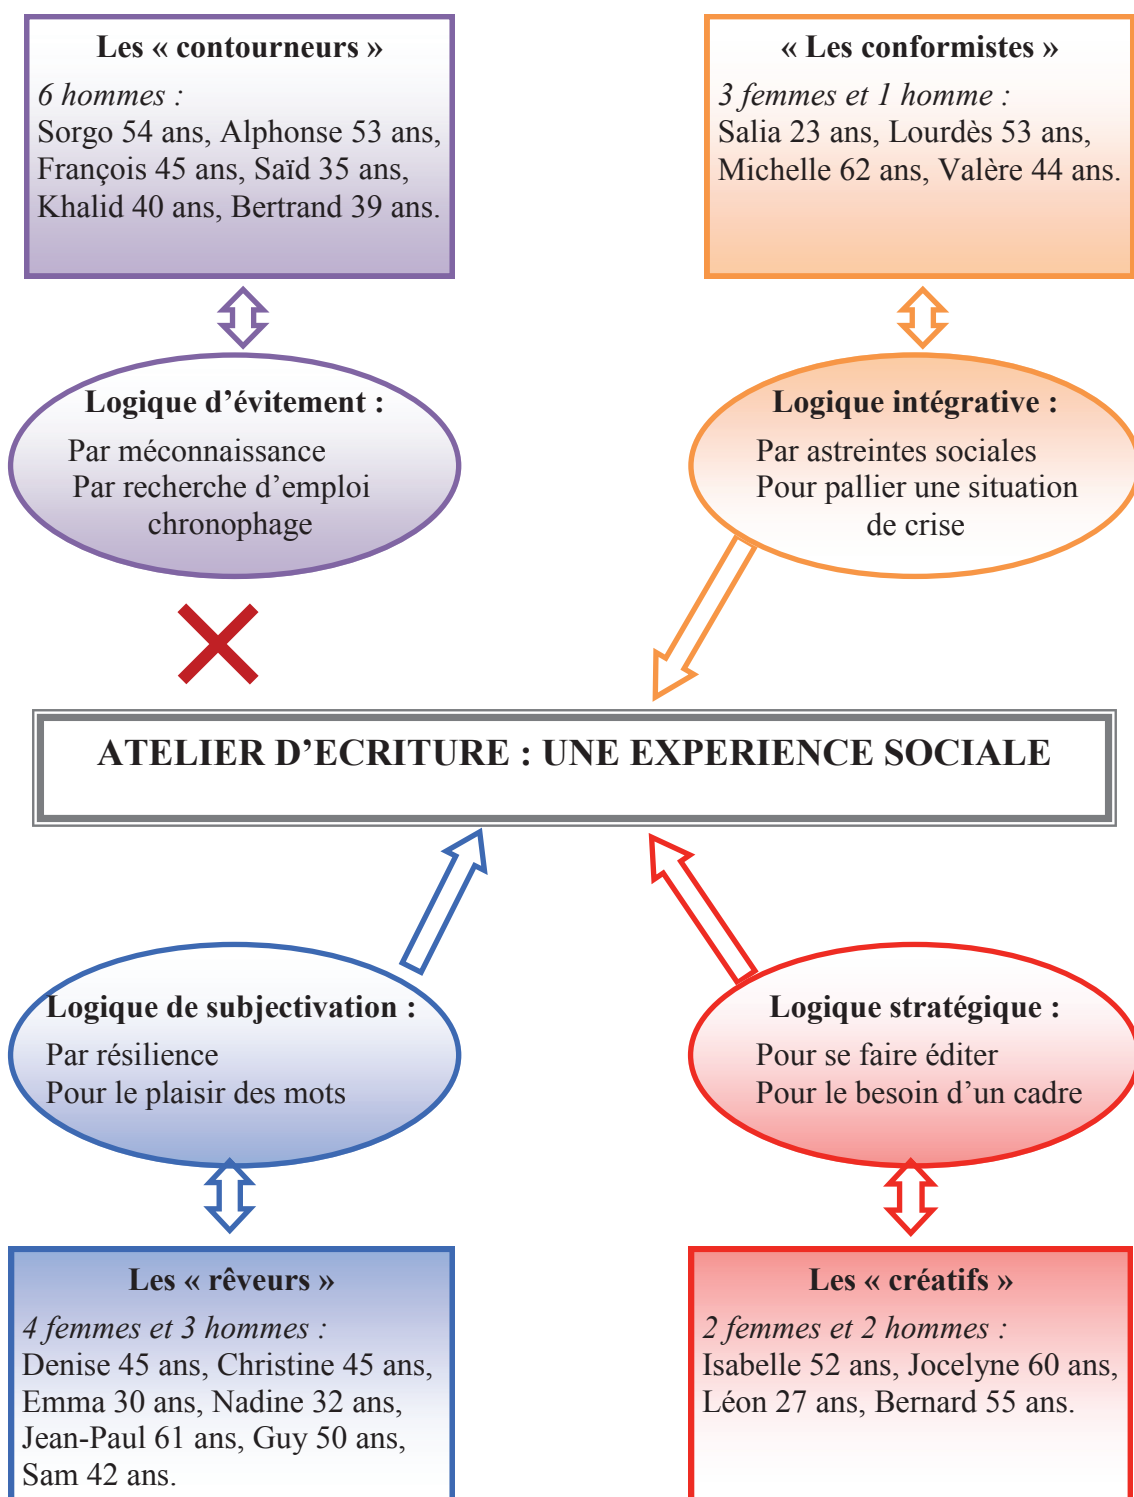 Les « contourneurs »
6 hommes :
Sorgo 54 ans, Alphonse 53 ans,
François 45 ans, Saïd 35 ans,
Khalid 40 ans, Bertrand 39 ans.
« Les conformistes »
3 femmes et 1 homme :
Salia 23 ans, Lourdès 53 ans,
Michelle 62 ans, Valère 44 ans.
Logique d’évitement :
Par méconnaissance
Par recherche d’emploi
chronophage
Logique intégrative :
Par astreintes sociales
Pour pallier une situation
de crise
ATELIER D’ECRITURE : UNE EXPERIENCE SOCIALE
Logique de subjectivation :
Par résilience
Pour le plaisir des mots
Logique stratégique :
Pour se faire éditer
Pour le besoin d’un cadre
Les « rêveurs »
4 femmes et 3 hommes :
Denise 45 ans, Christine 45 ans,
Emma 30 ans, Nadine 32 ans,
Jean-Paul 61 ans, Guy 50 ans,
Sam 42 ans.
Les « créatifs »
2 femmes et 2 hommes :
Isabelle 52 ans, Jocelyne 60 ans,
Léon 27 ans, Bernard 55 ans.